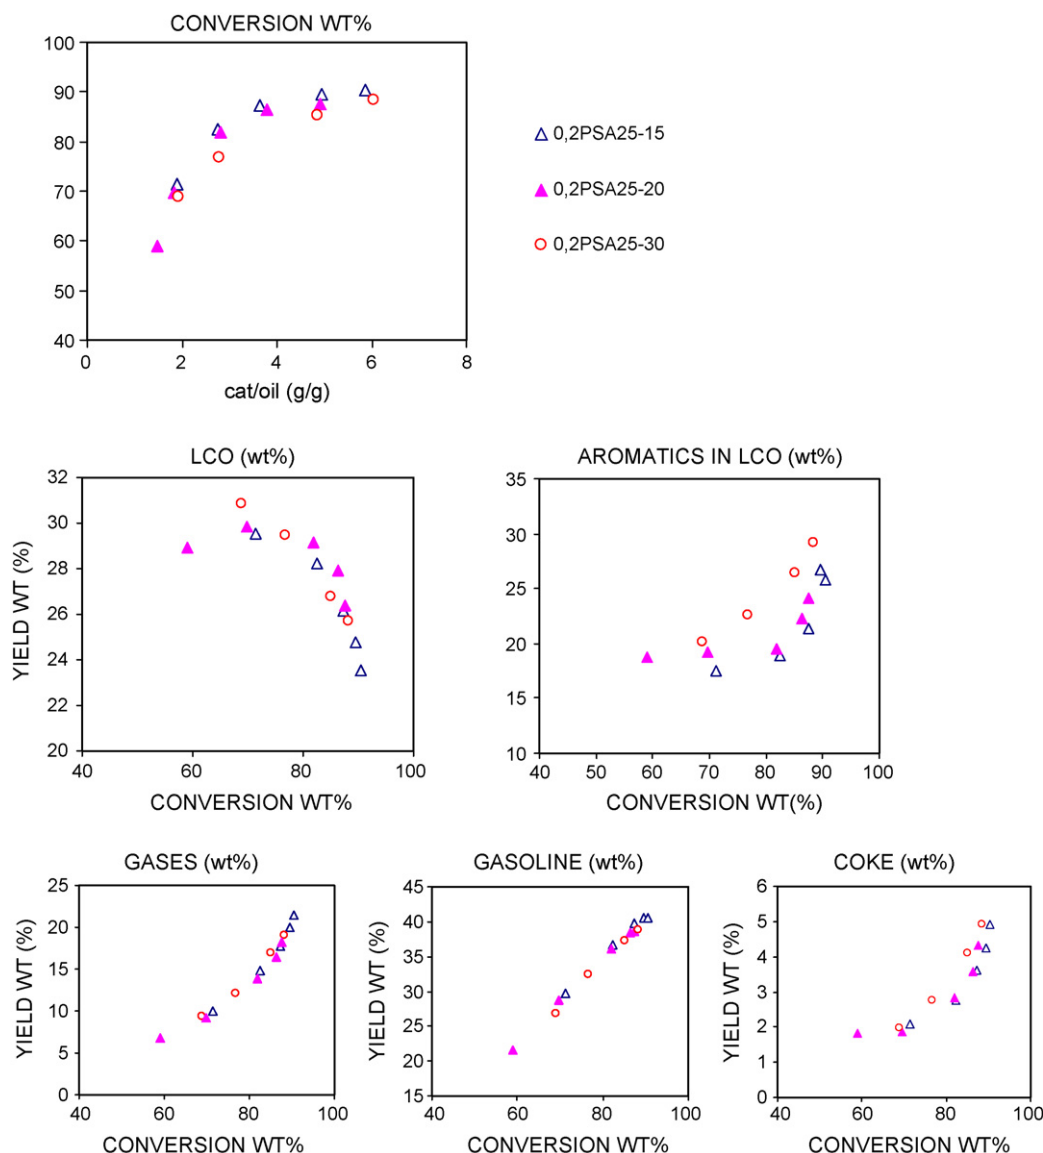 CONVERSION WT%
100
90
80
70
60
50
40
0 2 4 6 8
cat/oil (g/g)
0,2PSA25-15
0,2PSA25-20
0,2PSA25-30
LCO (wt%)
YIELD WT (%)
32
30
28
26
24
22
20
40 60 80 100
CONVERSION WT%
AROMATICS IN LCO (wt%)
35
30
25
20
15
10
40 50 60 70 80 90 100
CONVERSION WT(%)
GASES (wt%)
YIELD WT (%)
25
20
15
10
5
0
40 60 80 100
CONVERSION WT%
GASOLINE (wt%)
YIELD WT (%)
45
40
35
30
25
20
15
40 60 80 100
CONVERSION WT%
COKE (wt%)
YIELD WT (%)
6
5
4
3
2
1
0
40 60 80 100
CONVERSION WT%